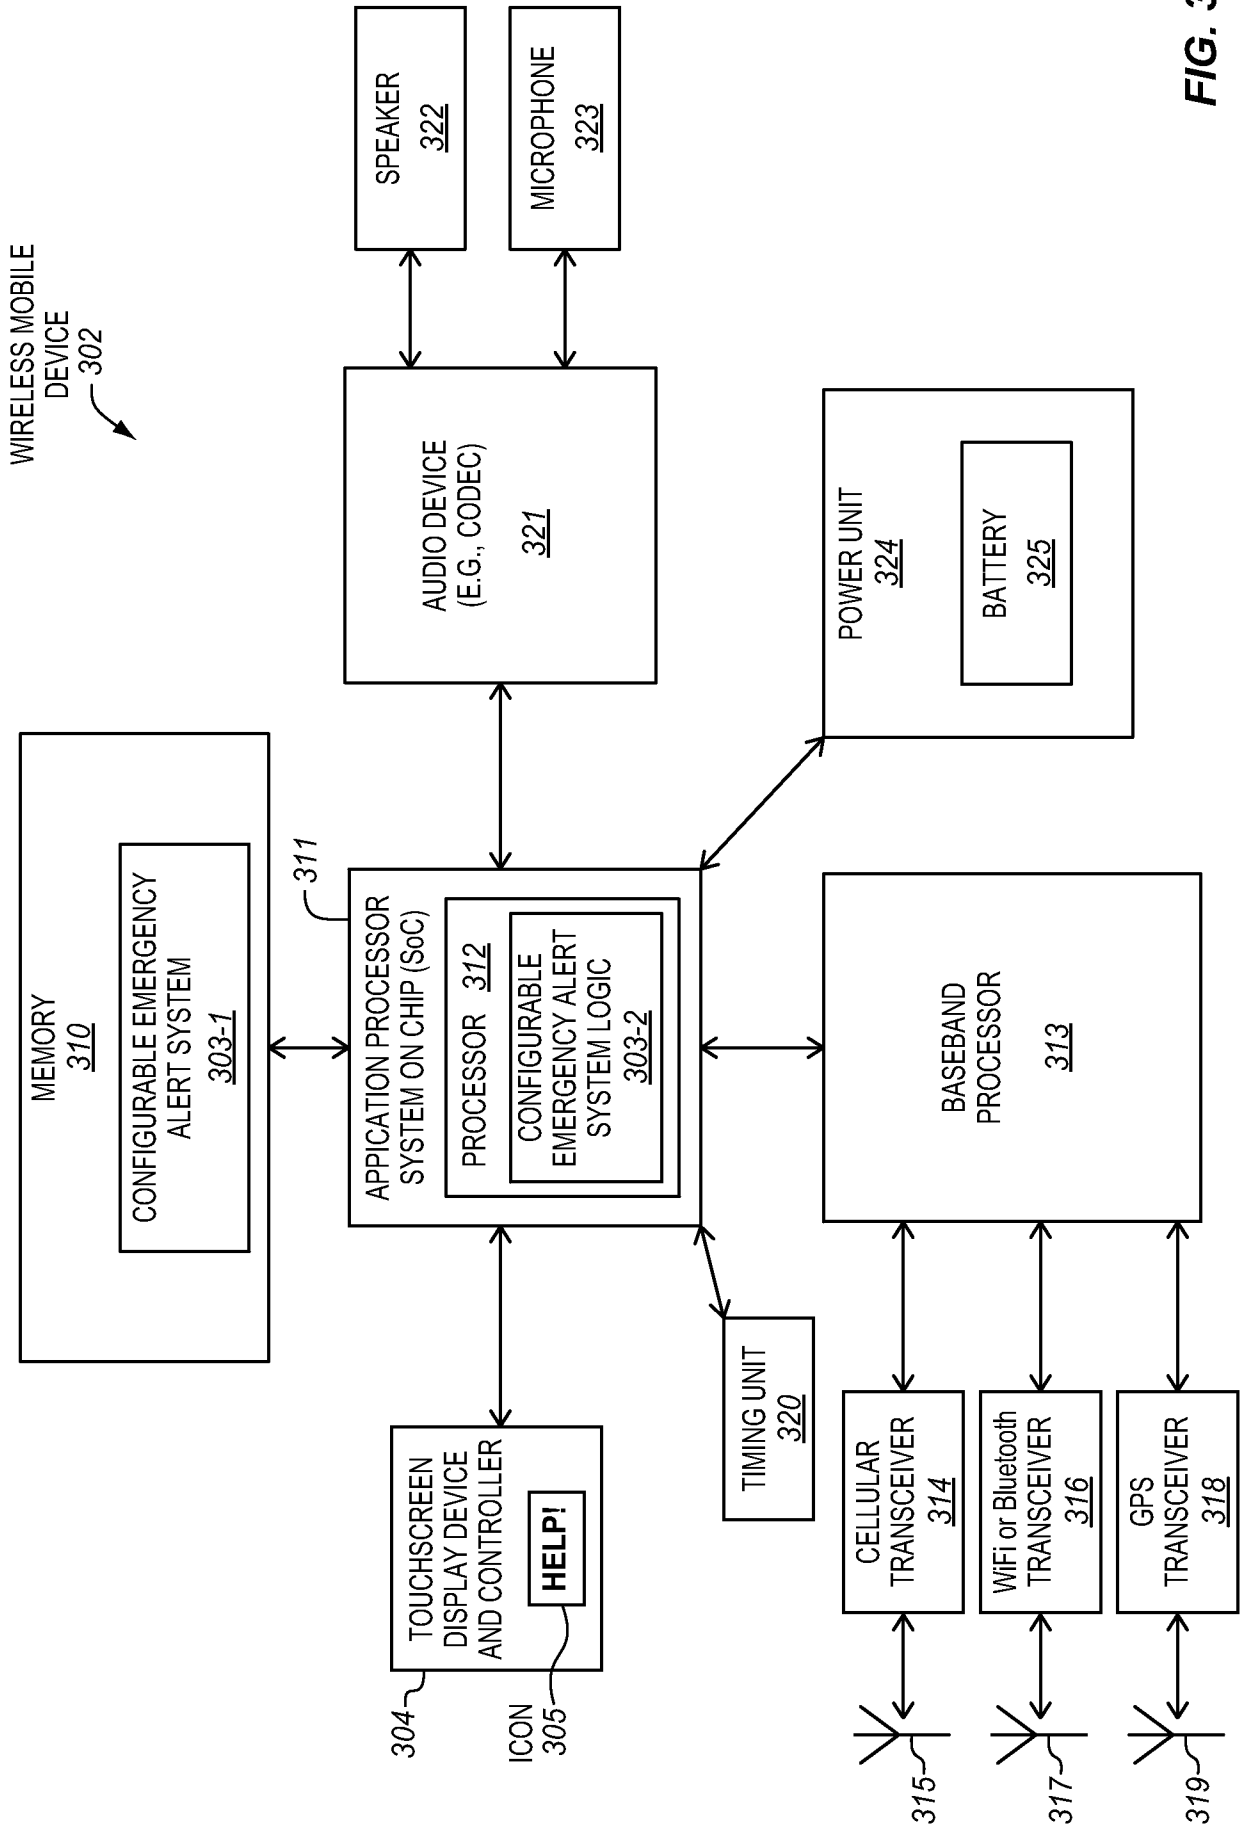 WIRELESS MOBILE
DEVICE
302
MEMORY
310
CONFIGURABLE EMERGENCY
ALERT SYSTEM
303-1
311
304
TOUCHSCREEN
DISPLAY DEVICE
AND CONTROLLER
HELP!
ICON
305
APPICATION PROCESSOR
SYSTEM ON CHIP (SoC)
PROCESSOR 312
CONFIGURABLE
EMERGENCY ALERT
SYSTEM LOGIC
303-2
AUDIO DEVICE
(E.G., CODEC)
321
SPEAKER
322
MICROPHONE
323
TIMING UNIT
320
POWER UNIT
324
BATTERY
325
BASEBAND
PROCESSOR
313
CELLULAR
TRANSCEIVER
314
315
WiFi or Bluetooth
TRANSCEIVER
316
317
GPS
TRANSCEIVER
318
319
FIG. 3